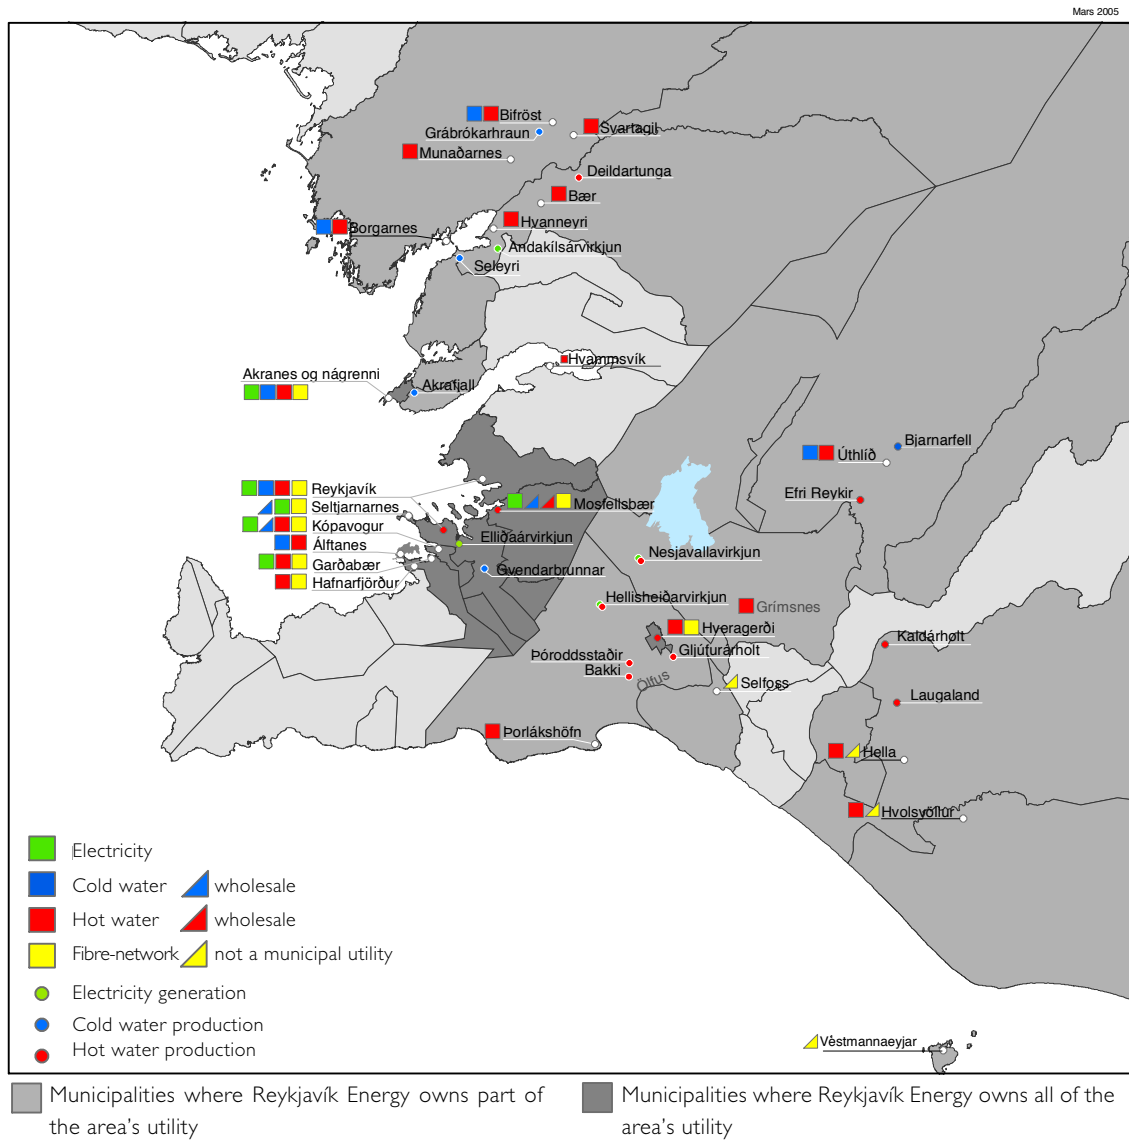 Mars 2005
Bifröst
Grábrókarhraun
Svartagil
Munaðarnes
Deildartunga
Bær
Hvanneyri
Borgarnes
Andakílsárvirkjun
Seleyri
Hvammsvík
Akranes og nágrenni
Akrafjall
Úthlíð
Bjarnarfell
Efri Reykir
Reykjavík
Seltjarnarnes
Kópavogur
Álftanes
Garðabær
Hafnarfjörður
Mosfellsbær
Elliðaárvirkjun
Gvendarbrunnar
Nesjavallavirkjun
Hellisheiðarvirkjun
Grímsnes
Hveragerði
Gljúfurárholt
Þóroddsstaðir
Bakki
Ölfus
Selfoss
Kaldárholt
Laugaland
Þorlákshöfn
Hella
Hvolsvöllur
Electricity
Cold water wholesale
Hot water wholesale
Fibre-network not a municipal utility
Electricity generation
Cold water production
Hot water production
Vestmannaeyjar
Municipalities where Reykjavík Energy owns part of
the area's utility
Municipalities where Reykjavík Energy owns all of the
area's utility